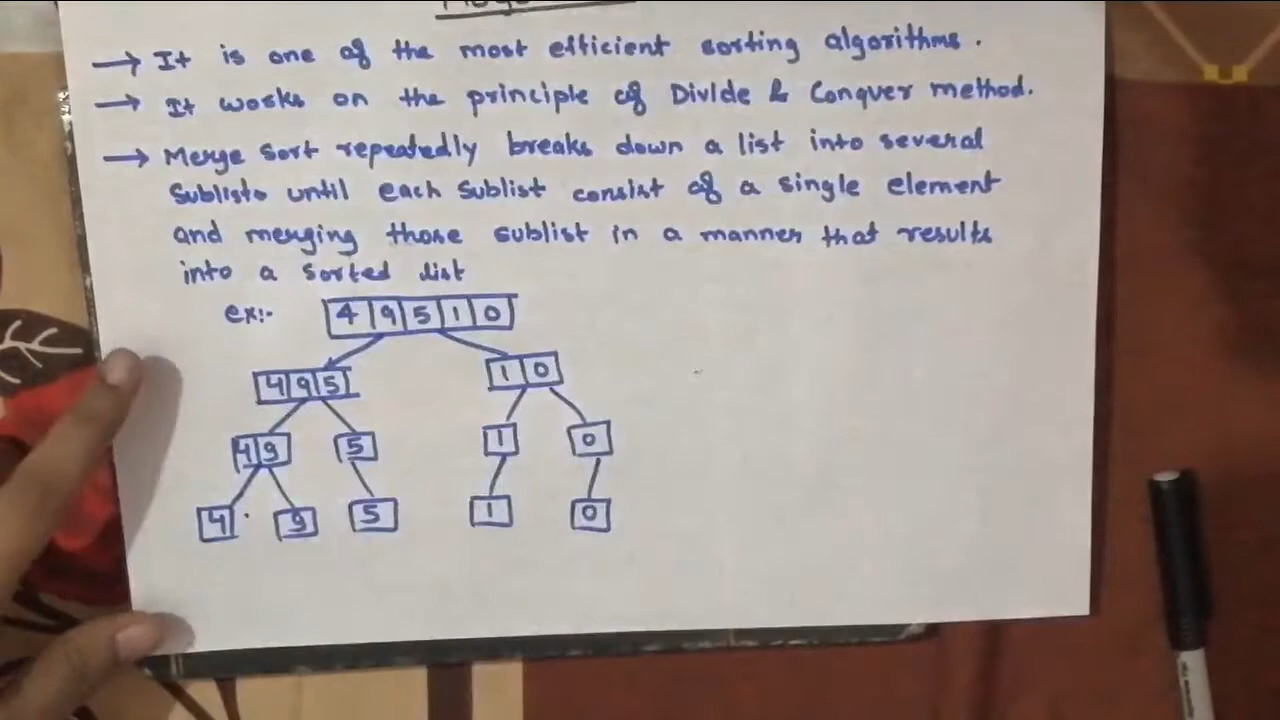 → It is one of the most efficient sorting algorithms.
→ It works on the principle of Divide & Conquer method.
→ Merge sort repeatedly breaks down a list into several
sublists until each sublist consist of a single element
and merging those sublist in a manner that results
into a sorted list
ex:- 4 9 5 1 0
4 9 5 1 0
4 9 5 1 0
4 9 5 1 0